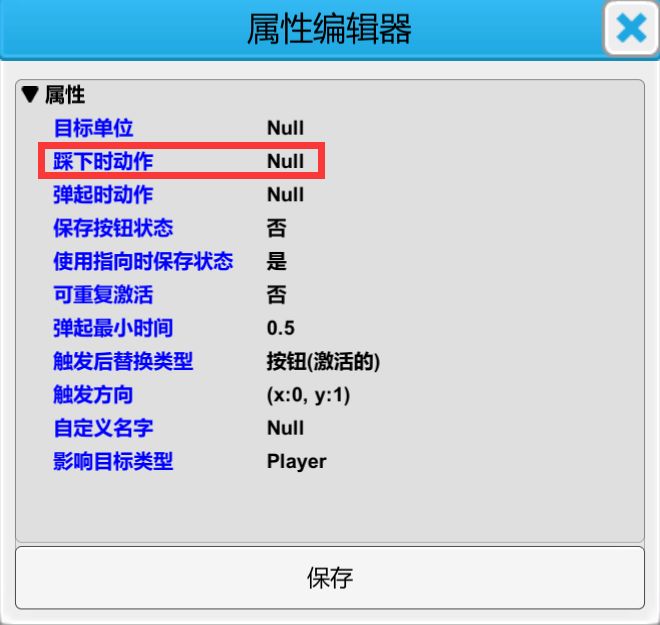 属性编辑器
▼ 属性
目标单位 Null
踩下时动作 Null
弹起时动作 Null
保存按钮状态 否
使用指向时保存状态 是
可重复激活 否
弹起最小时间 0.5
触发后替换类型 按钮(激活的)
触发方向 (x:0, y:1)
自定义名字 Null
影响目标类型 Player
保存